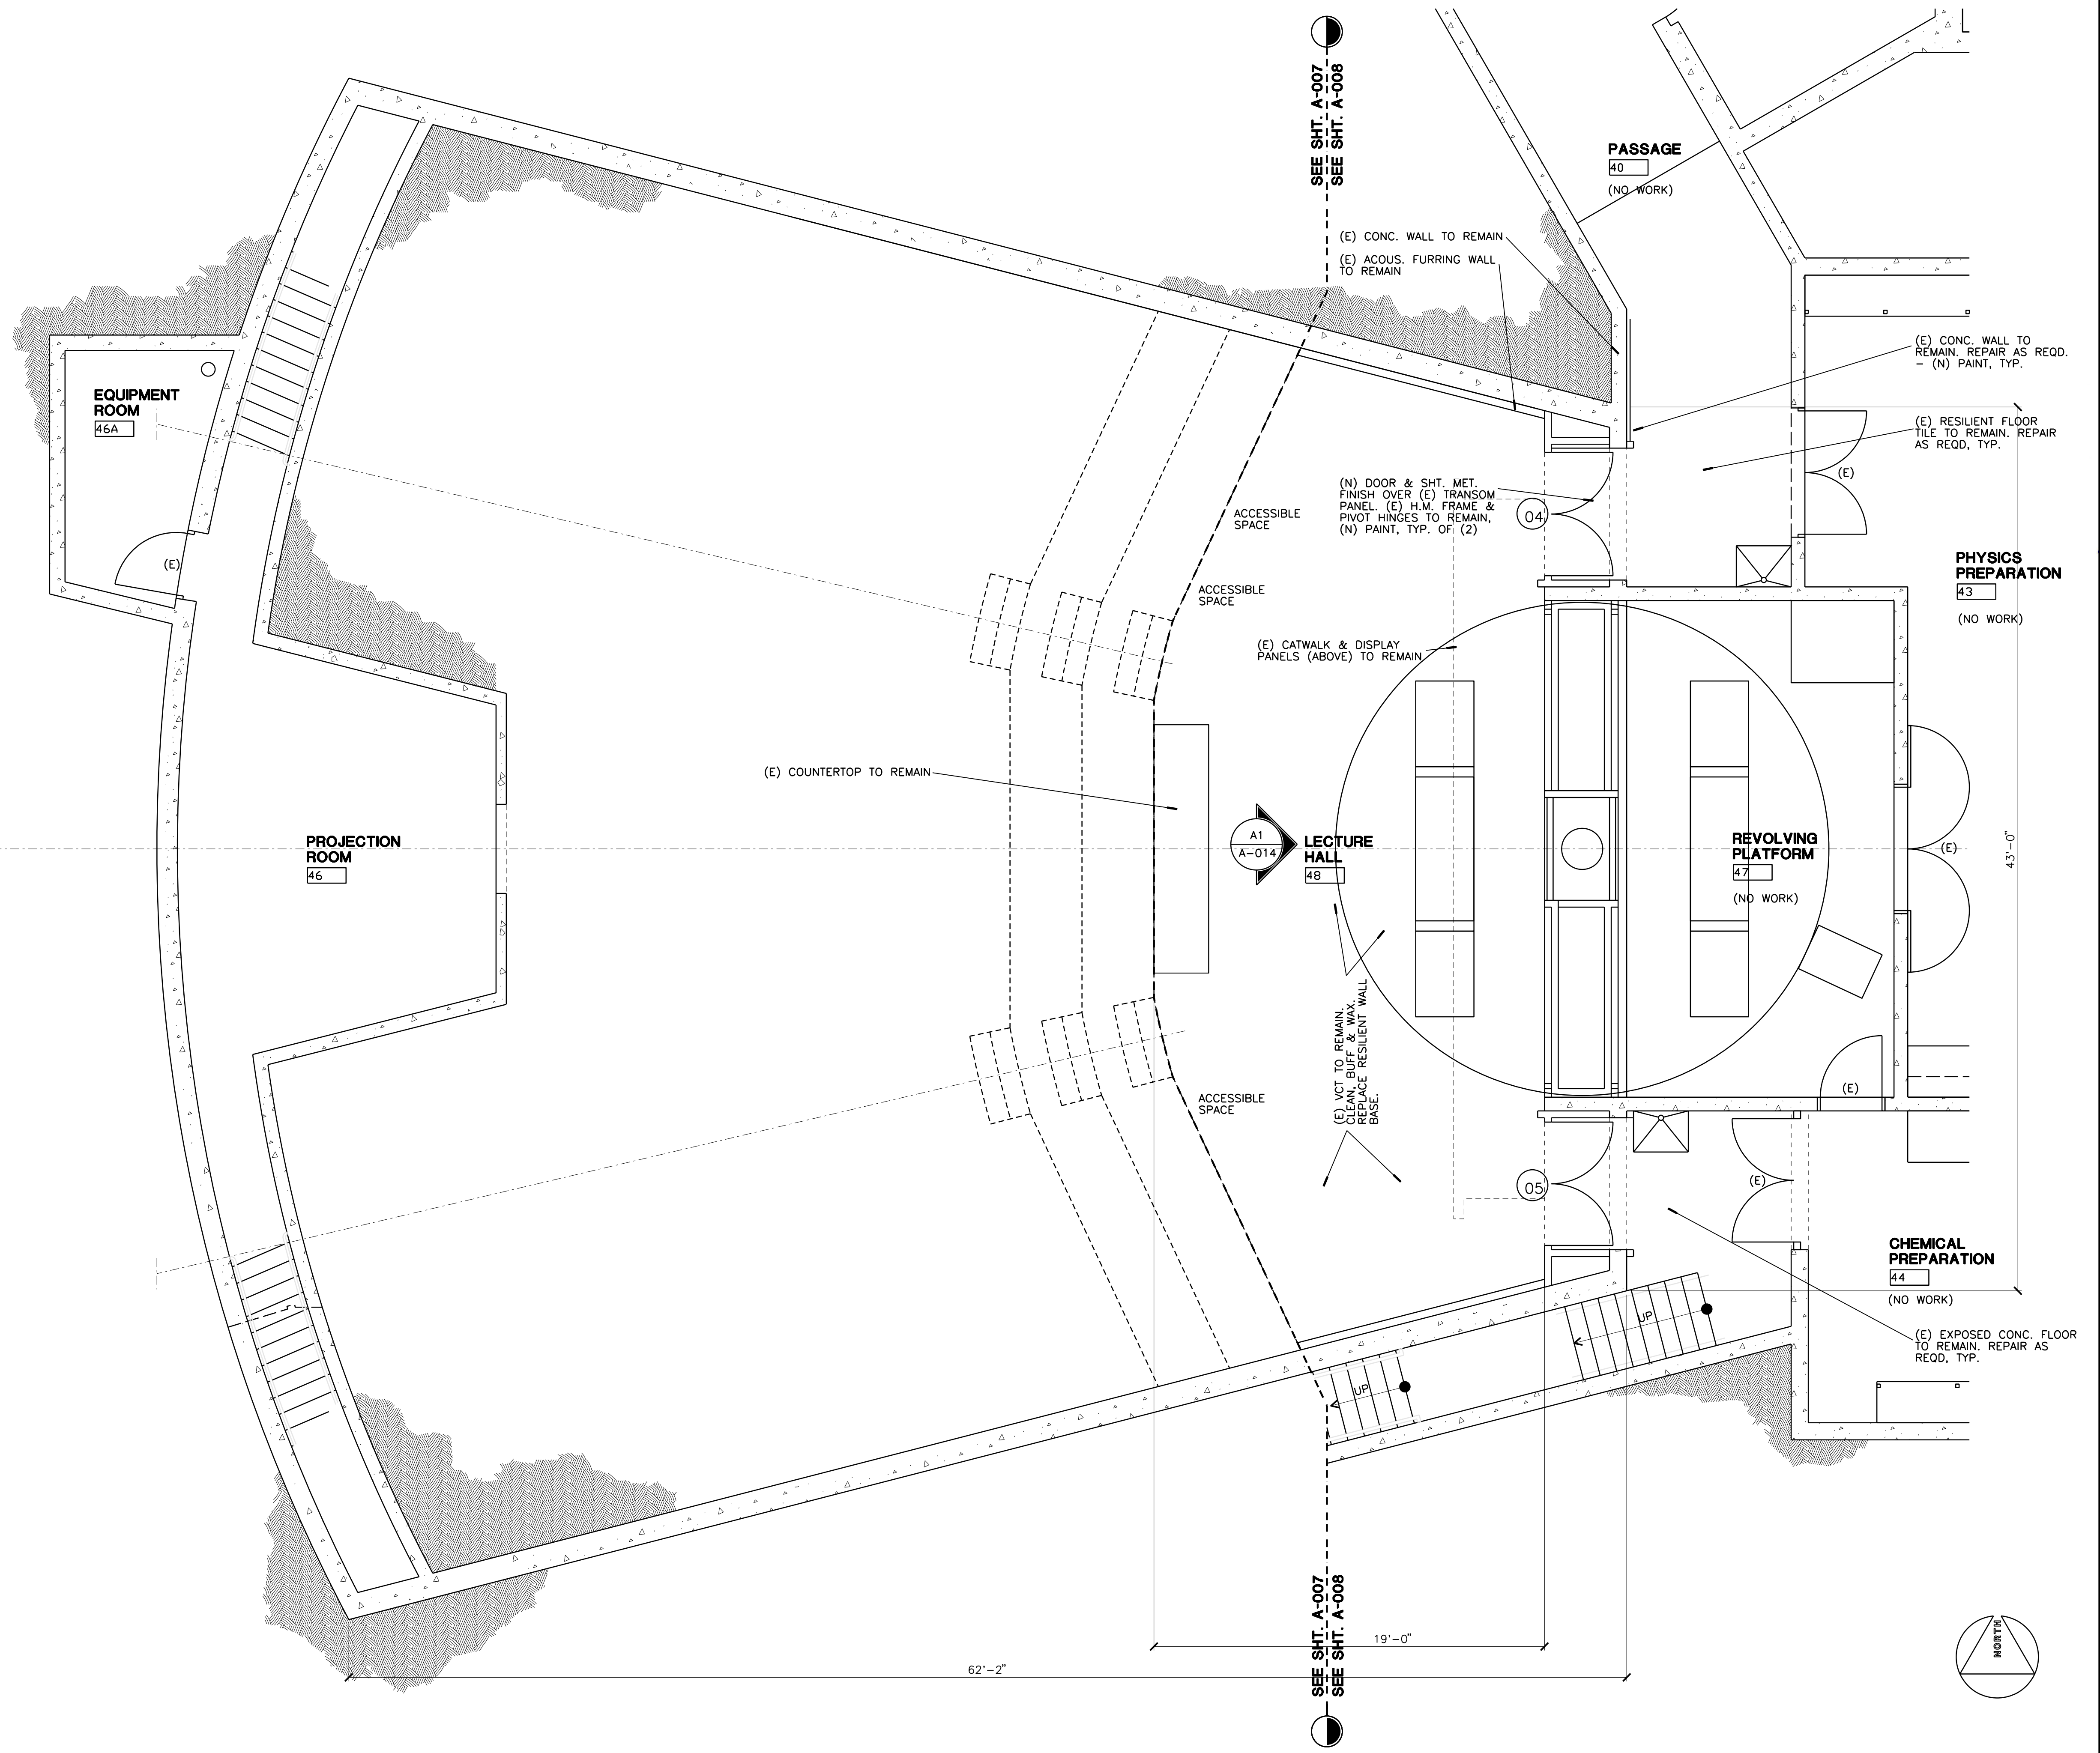 SEE SHT. A-007
SEE SHT. A-008
PASSAGE
40
(NO WORK)
(E) CONC. WALL TO REMAIN
(E) ACOUS. FURRING WALL
TO REMAIN
(E) CONC. WALL TO
REMAIN. REPAIR AS REQD.
– (N) PAINT, TYP.
EQUIPMENT
ROOM
46A
(E) RESILIENT FLOOR
TILE TO REMAIN. REPAIR
AS REQD, TYP.
(E)
(N) DOOR & SHT. MET.
FINISH OVER (E) TRANSOM
PANEL. (E) H.M. FRAME &
PIVOT HINGES TO REMAIN,
(N) PAINT, TYP. OF (2)
04
ACCESSIBLE
SPACE
(E)
PHYSICS
PREPARATION
43
(NO WORK)
ACCESSIBLE
SPACE
(E) CATWALK & DISPLAY
PANELS (ABOVE) TO REMAIN
(E) COUNTERTOP TO REMAIN
PROJECTION
ROOM
46
A1
A-014
LECTURE
HALL
48
REVOLVING
PLATFORM
47
(NO WORK)
(E)
43'-0"
(E) VCT TO REMAIN.
CLEAN, BUFF & WAX.
REPLACE RESILIENT WALL
BASE.
ACCESSIBLE
SPACE
(E)
05
(E)
CHEMICAL
PREPARATION
44
(NO WORK)
UP
(E) EXPOSED CONC. FLOOR
TO REMAIN. REPAIR AS
REQD, TYP.
UP
SEE SHT. A-007
SEE SHT. A-008
19'-0"
62'-2"
NORTH